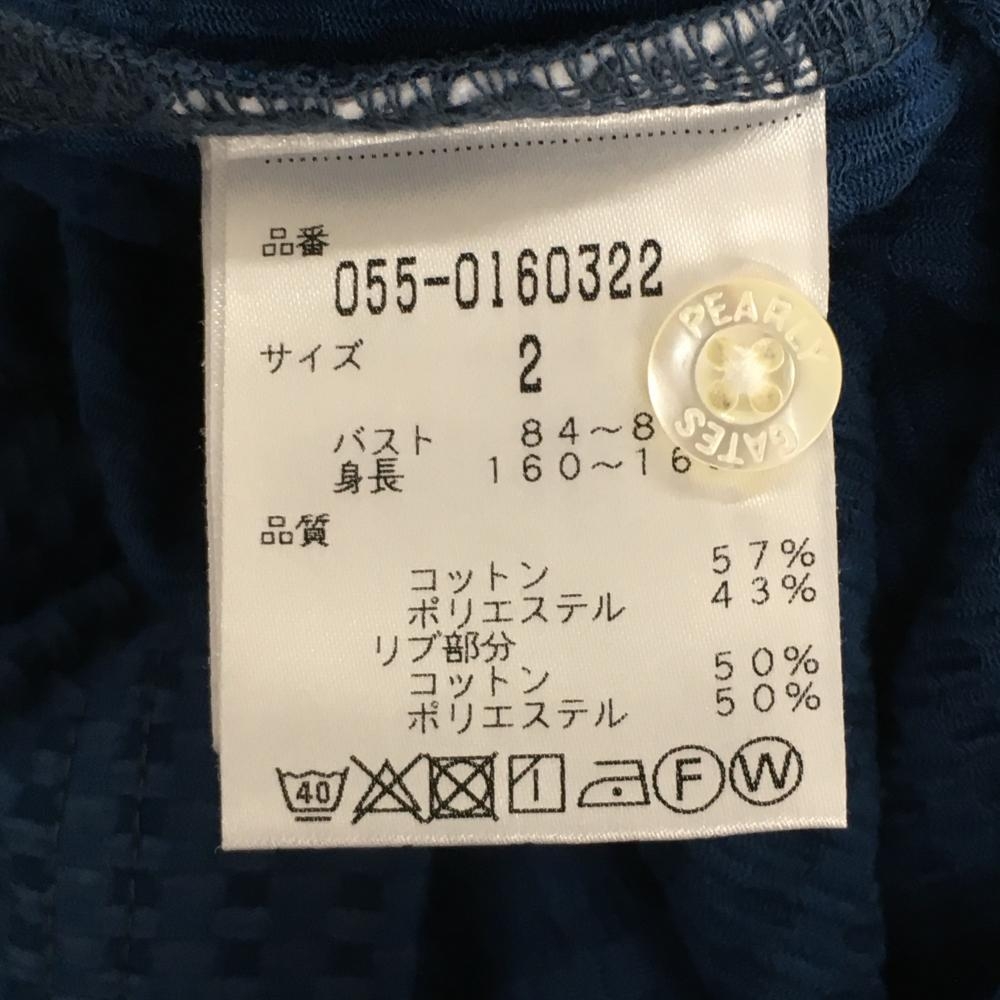 品番
055-0160322
サイズ 2
PEARLY GATES
バスト 84～8
身長 160～16
品質
コットン 57%
ポリエステル 43%
リブ部分
コットン 50%
ポリエステル 50%
40 F W